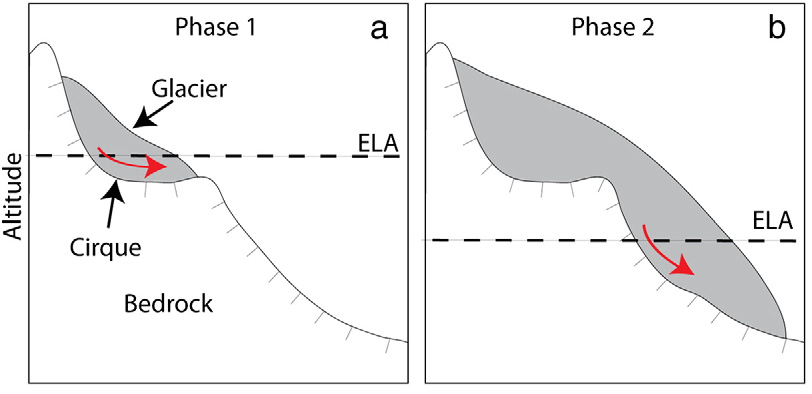 Phase 1
a
Glacier
ELA
Altitude
Cirque
Bedrock
Phase 2
b
ELA